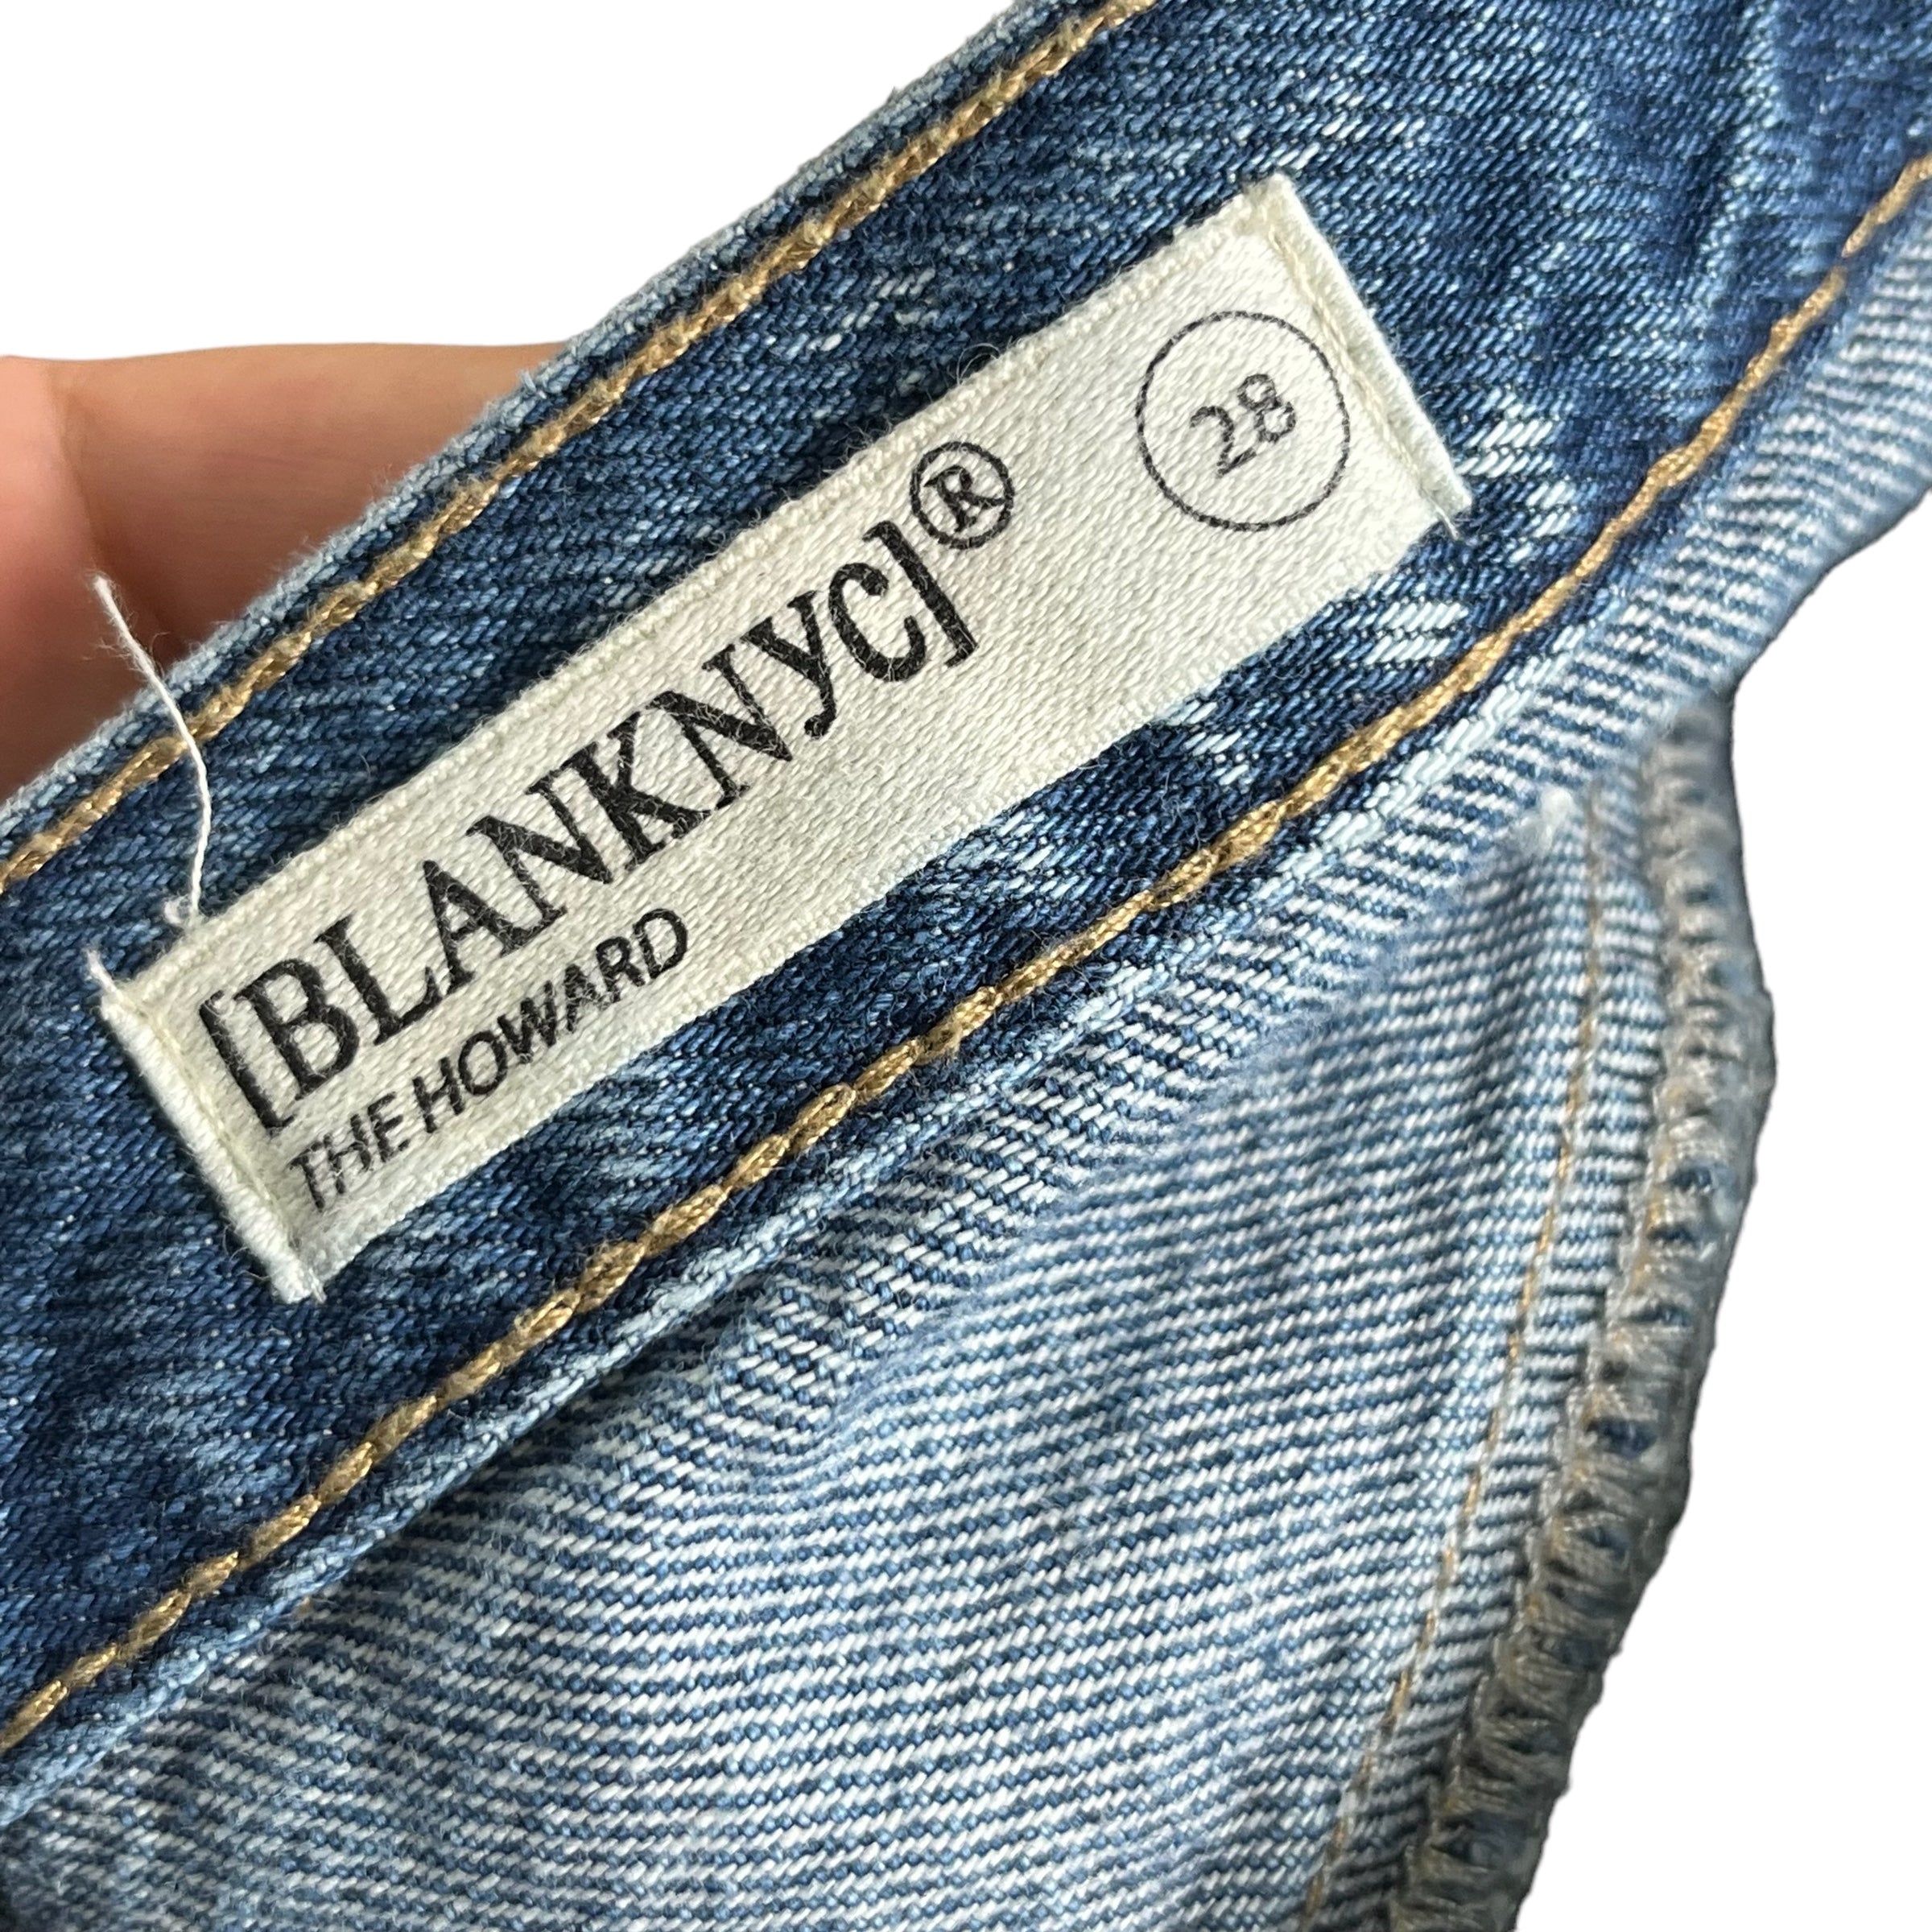 [BLANKNYC]®
THE HOWARD
28